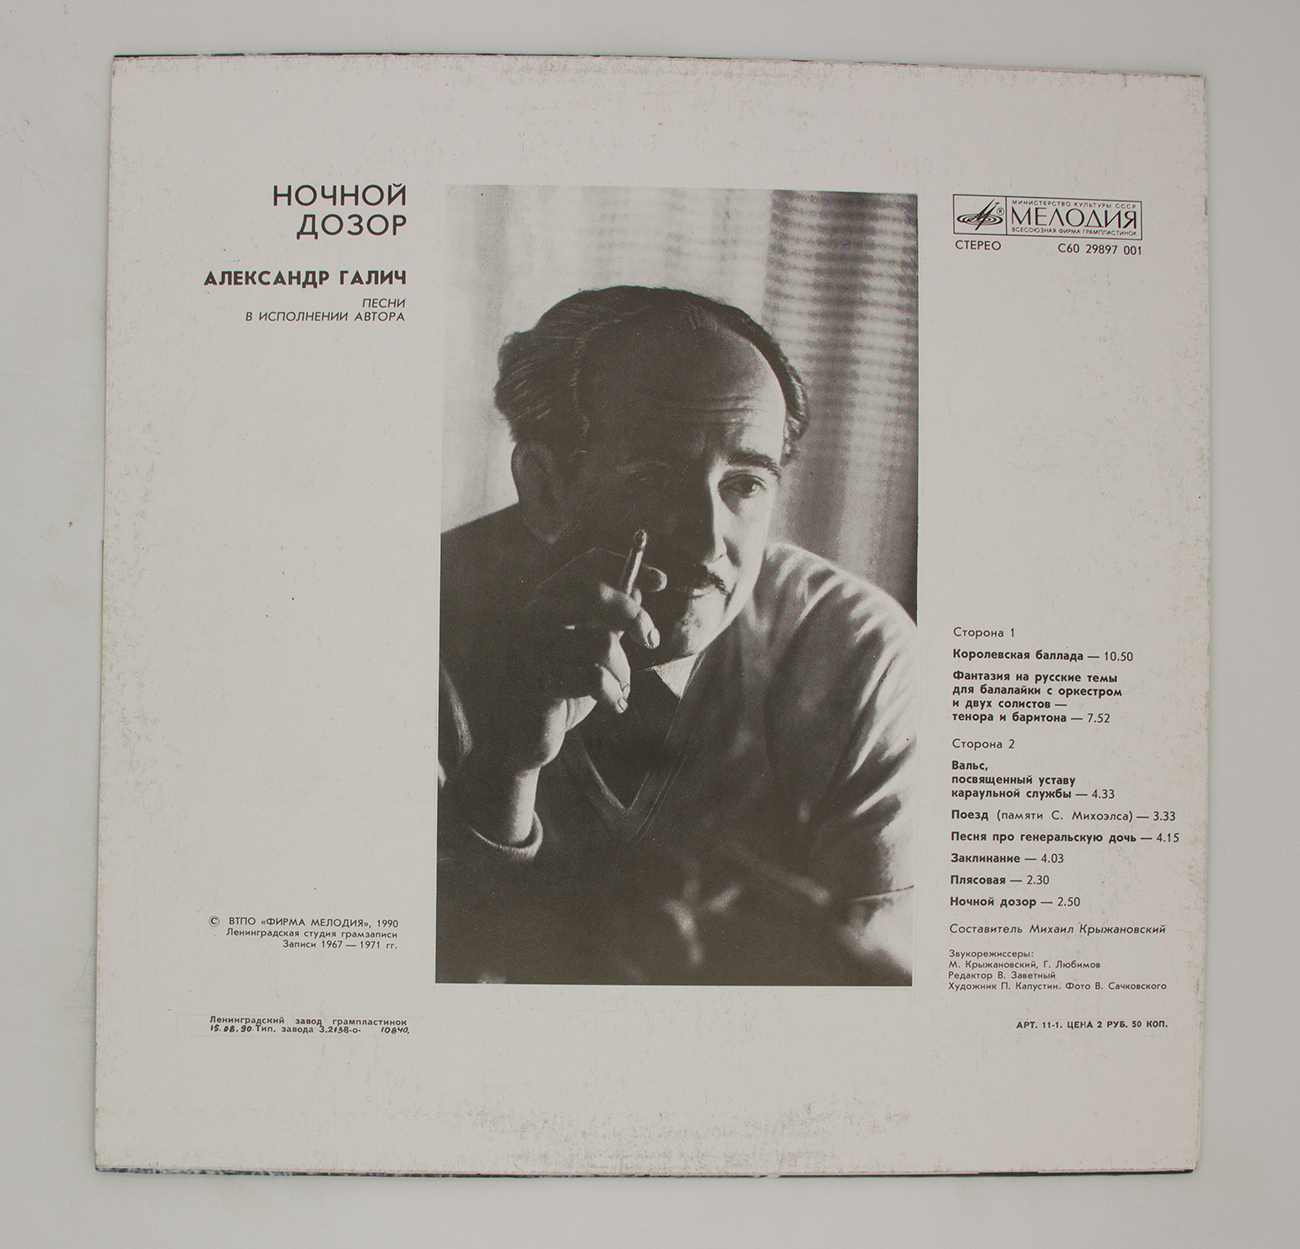 НОЧНОЙ
ДОЗОР
АЛЕКСАНДР ГАЛИЧ
ПЕСНИ
В ИСПОЛНЕНИИ АВТОРА
МИНИСТЕРСТВО КУЛЬТУРЫ СССР
МЕЛОДИЯ
ВСЕСОЮЗНАЯ ФИРМА ГРАМПЛАСТИНОК
СТЕРЕО С60 29897 001
Сторона 1
Королевская баллада — 10.50
Фантазия на русские темы
для балалайки с оркестром
и двух солистов —
тенора и баритона — 7.52
Сторона 2
Вальс,
посвященный уставу
караульной службы — 4.33
Поезд (памяти С. Михоэлса) — 3.33
Песня про генеральскую дочь — 4.15
Заклинание — 4.03
Плясовая — 2.30
Ночной дозор — 2.50
Составитель Михаил Крыжановский
Звукорежиссеры:
М. Крыжановский, Г. Любимов
Редактор В. Заветный
Художник П. Капустин. Фото В. Сачковского
© ВТПО «ФИРМА МЕЛОДИЯ», 1990
Ленинградская студия грамзаписи
Записи 1967 — 1971 гг.
Ленинградский завод грампластинок
15.08.90 Тип. завода З.2138-о- 10840.
АРТ. 11-1. ЦЕНА 2 РУБ. 50 КОП.